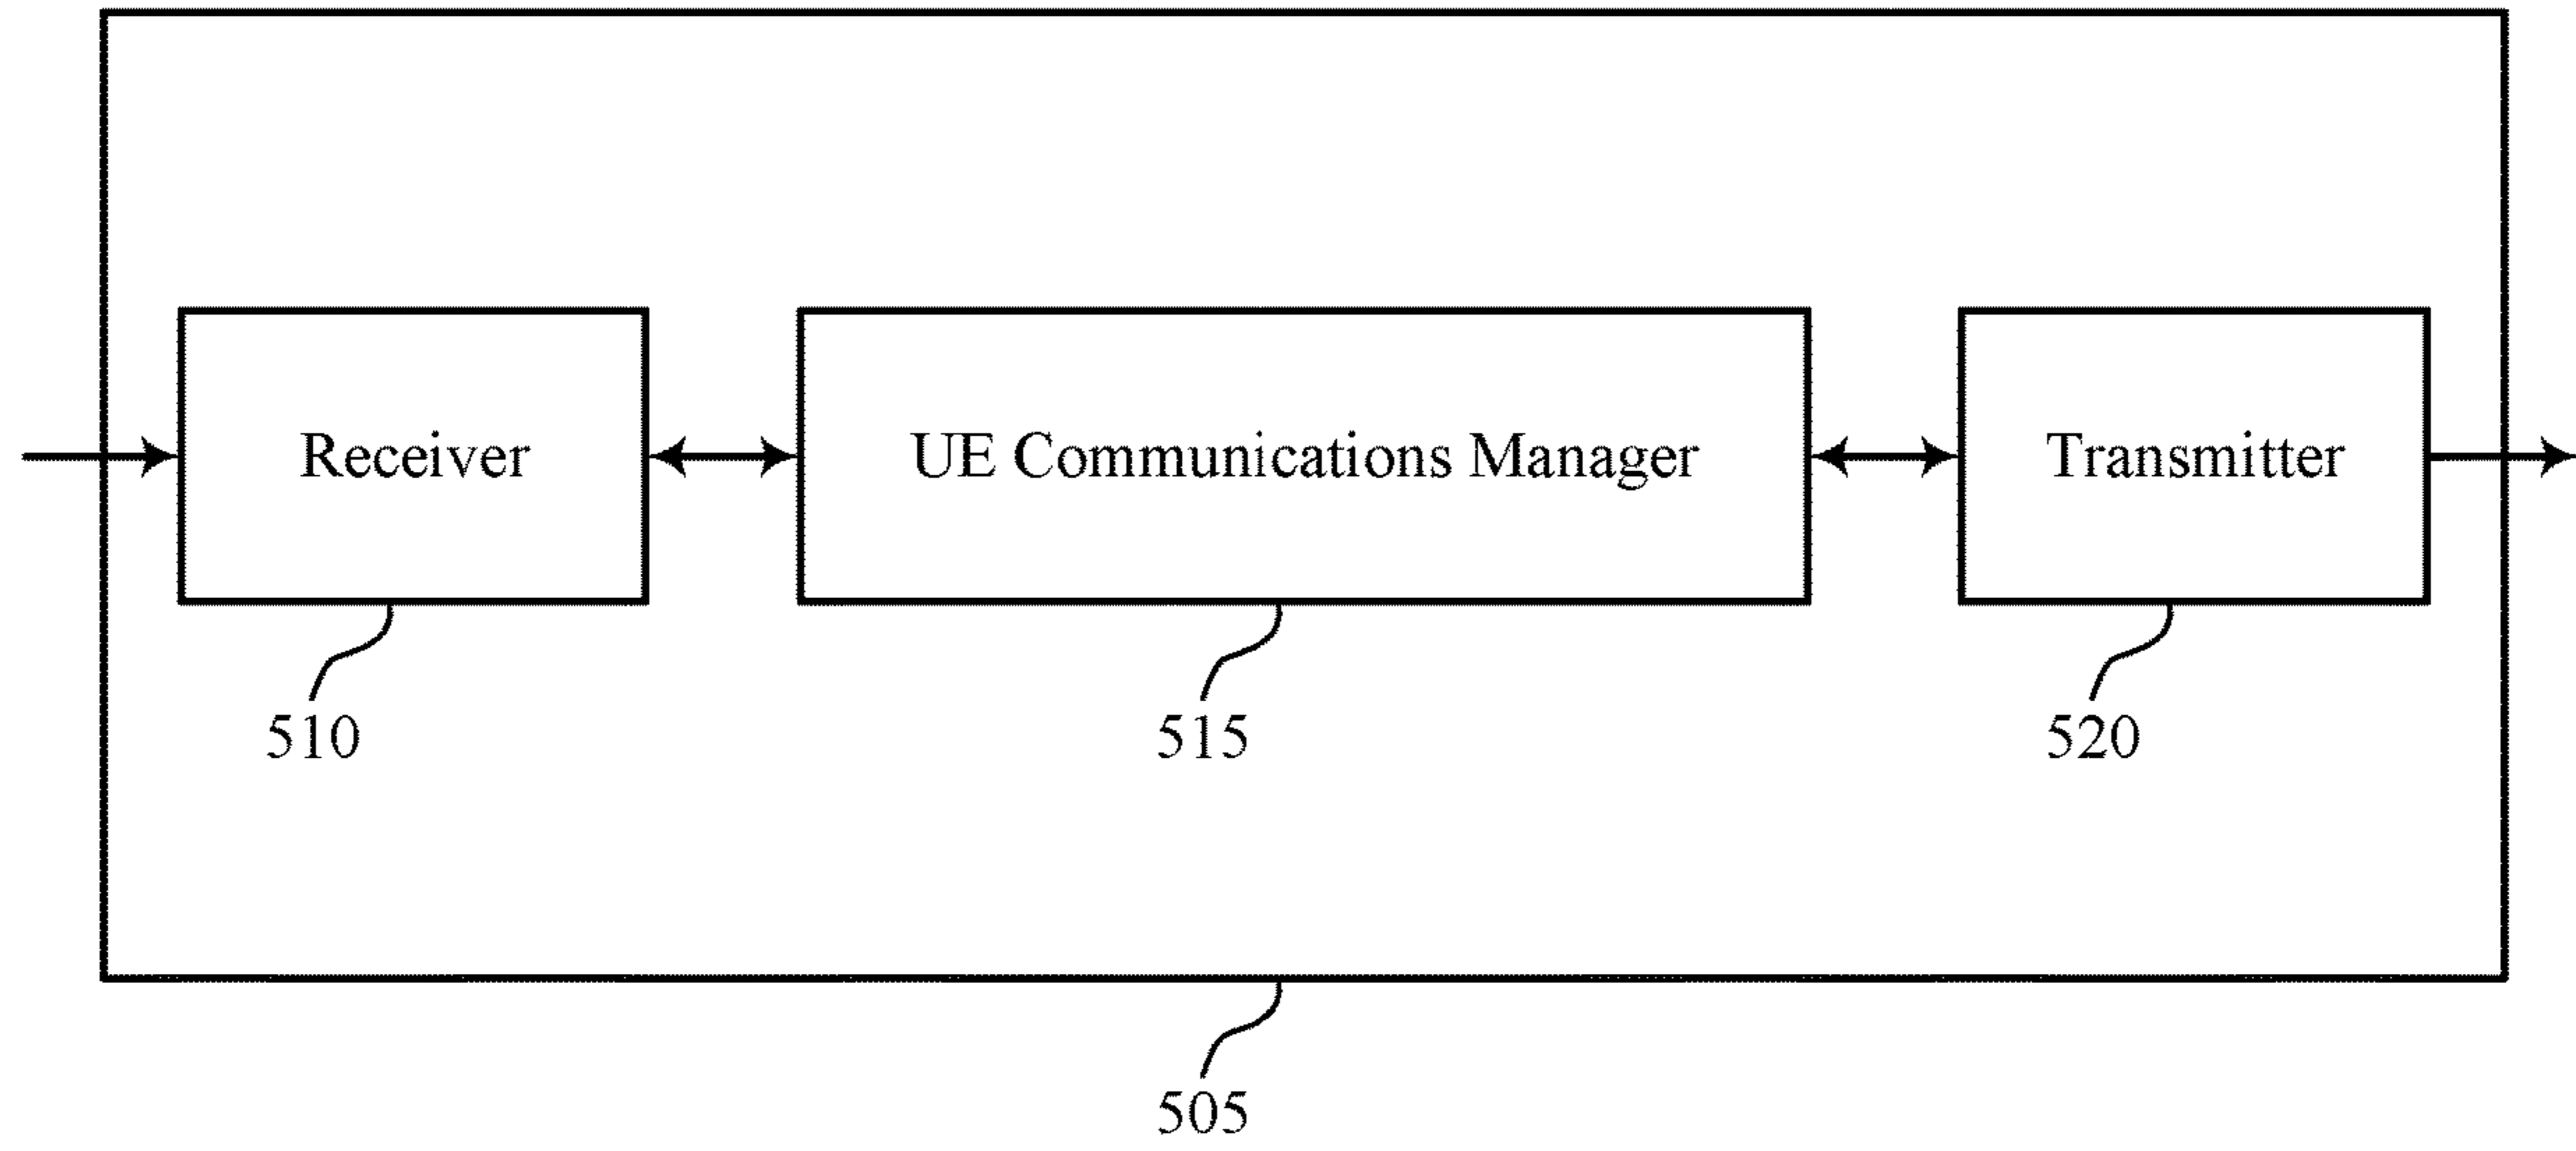 Receiver
UE Communications Manager
Transmitter
510
515
520
505